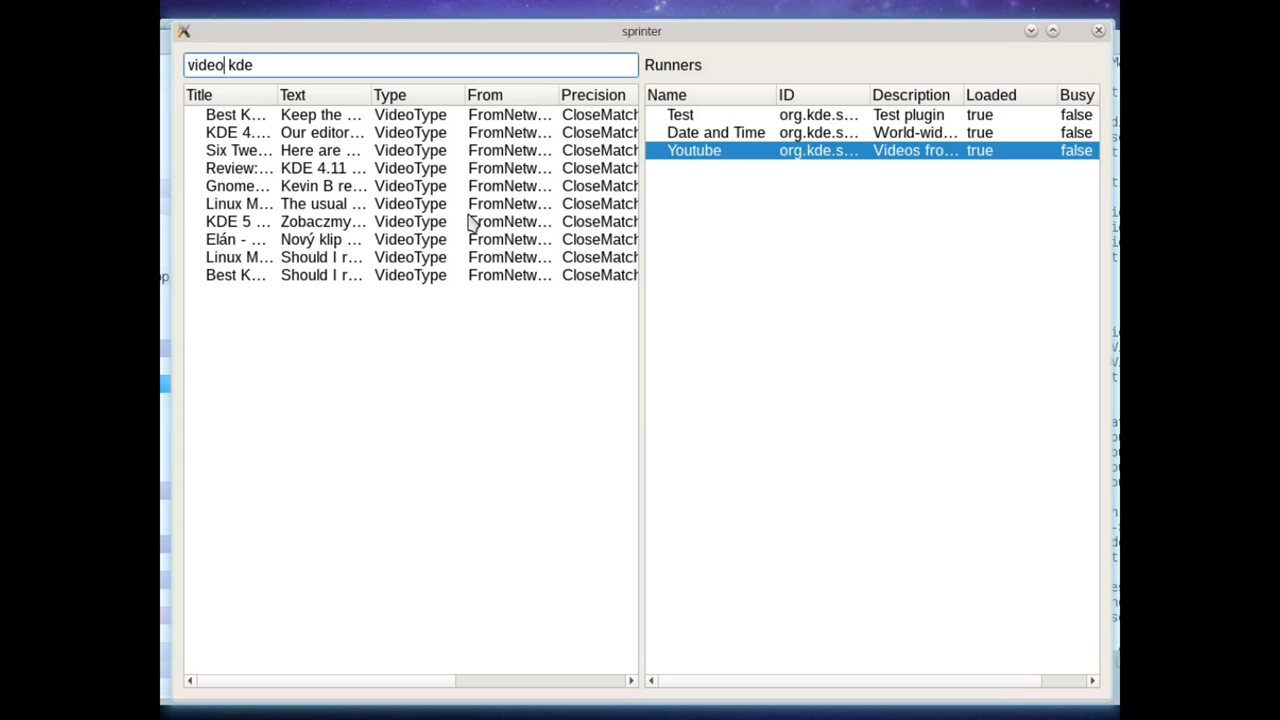 sprinter
video kde
Runners
Title Text Type From Precision
Best K... Keep the ... VideoType FromNetw... CloseMatch
KDE 4.... Our editor... VideoType FromNetw... CloseMatch
Six Twe... Here are ... VideoType FromNetw... CloseMatch
Review:... KDE 4.11 ... VideoType FromNetw... CloseMatch
Gnome... Kevin B re... VideoType FromNetw... CloseMatch
Linux M... The usual ... VideoType FromNetw... CloseMatch
KDE 5 ... Zobaczmy... VideoType FromNetw... CloseMatch
Elán - ... Nový klip ... VideoType FromNetw... CloseMatch
Linux M... Should I r... VideoType FromNetw... CloseMatch
Best K... Should I r... VideoType FromNetw... CloseMatch
Name ID Description Loaded Busy
Test org.kde.s... Test plugin true false
Date and Time org.kde.s... World-wid... true false
Youtube org.kde.s... Videos fro... true false